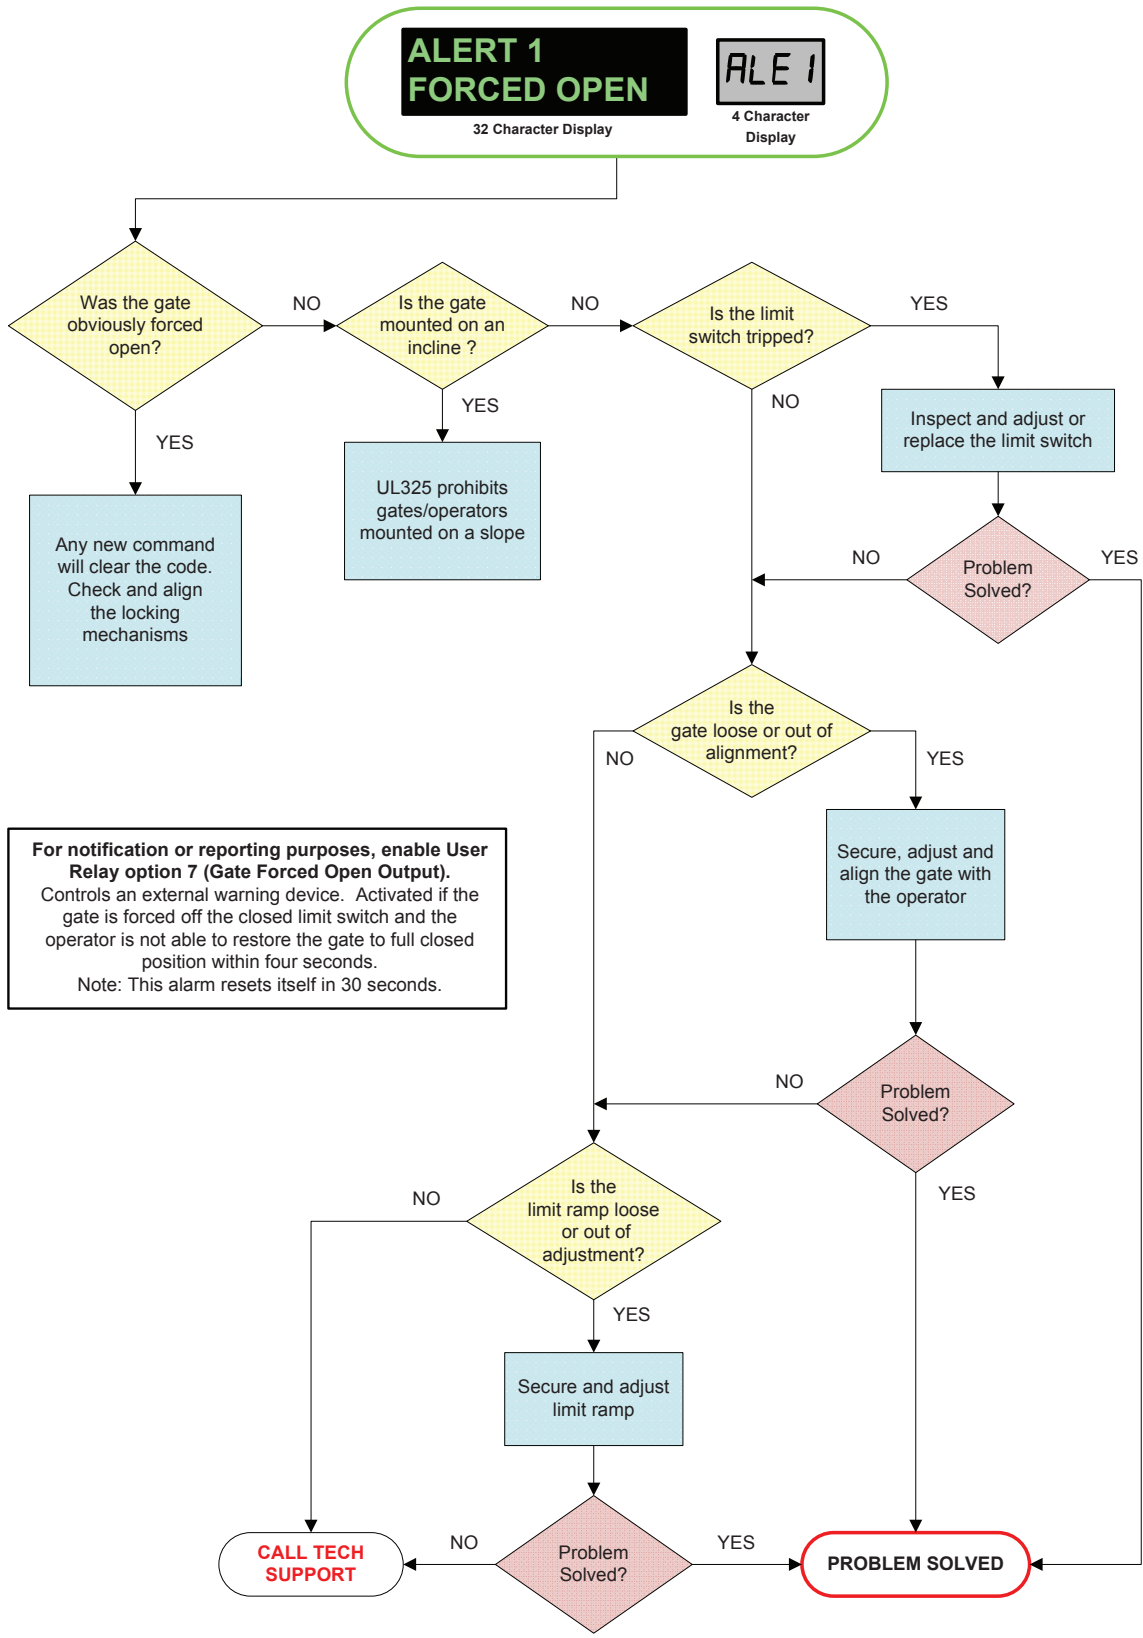 ALERT 1
FORCED OPEN
32 Character Display
ALE1
4 Character
Display
Was the gate
obviously forced
open?
NO
Is the gate
mounted on an
incline ?
NO
Is the limit
switch tripped?
YES
YES
YES
NO
Inspect and adjust or
replace the limit switch
Any new command
will clear the code.
Check and align
the locking
mechanisms
UL325 prohibits
gates/operators
mounted on a slope
NO
Problem
Solved?
YES
Is the
gate loose or out of
alignment?
NO
YES
For notification or reporting purposes, enable User
Relay option 7 (Gate Forced Open Output).
Controls an external warning device. Activated if the
gate is forced off the closed limit switch and the
operator is not able to restore the gate to full closed
position within four seconds.
Note: This alarm resets itself in 30 seconds.
Secure, adjust and
align the gate with
the operator
NO
Problem
Solved?
YES
NO
Is the
limit ramp loose
or out of
adjustment?
YES
Secure and adjust
limit ramp
CALL TECH
SUPPORT
NO
Problem
Solved?
YES
PROBLEM SOLVED